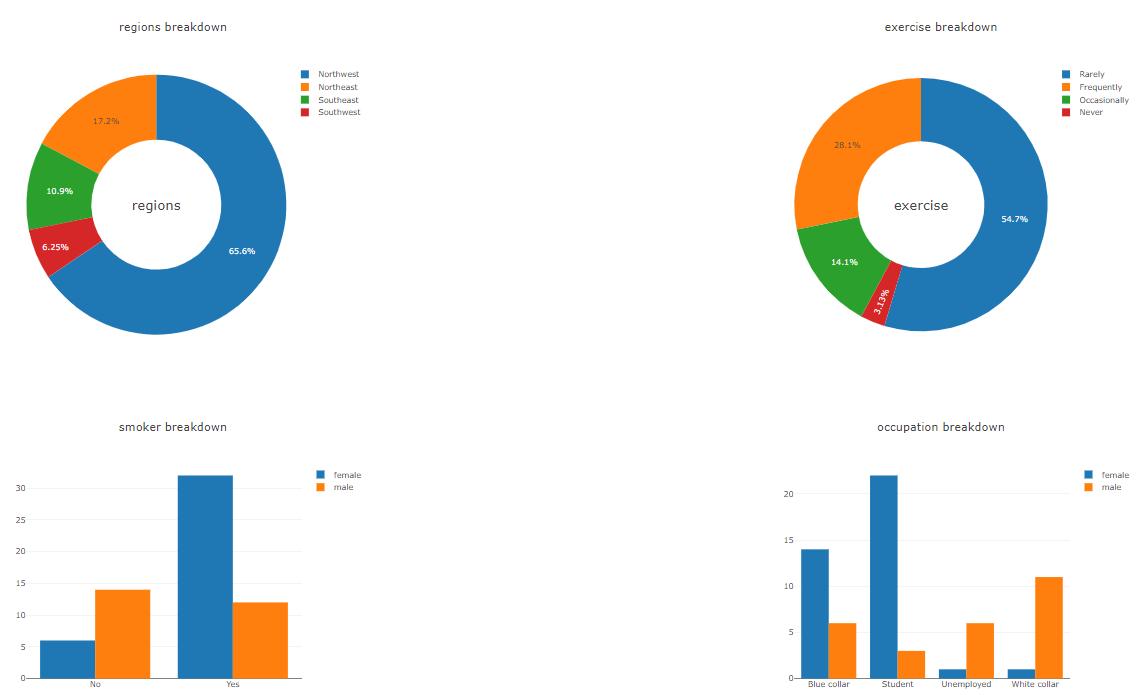 regions breakdown
Northwest
Northeast
Southeast
Southwest
17.2%
10.9%
6.25%
65.6%
regions
exercise breakdown
Rarely
Frequently
Occasionally
Never
28.1%
14.1%
3.13%
54.7%
exercise
smoker breakdown
female
male
30
25
20
15
10
5
0
No Yes
occupation breakdown
female
male
20
15
10
5
0
Blue collar Student Unemployed White collar